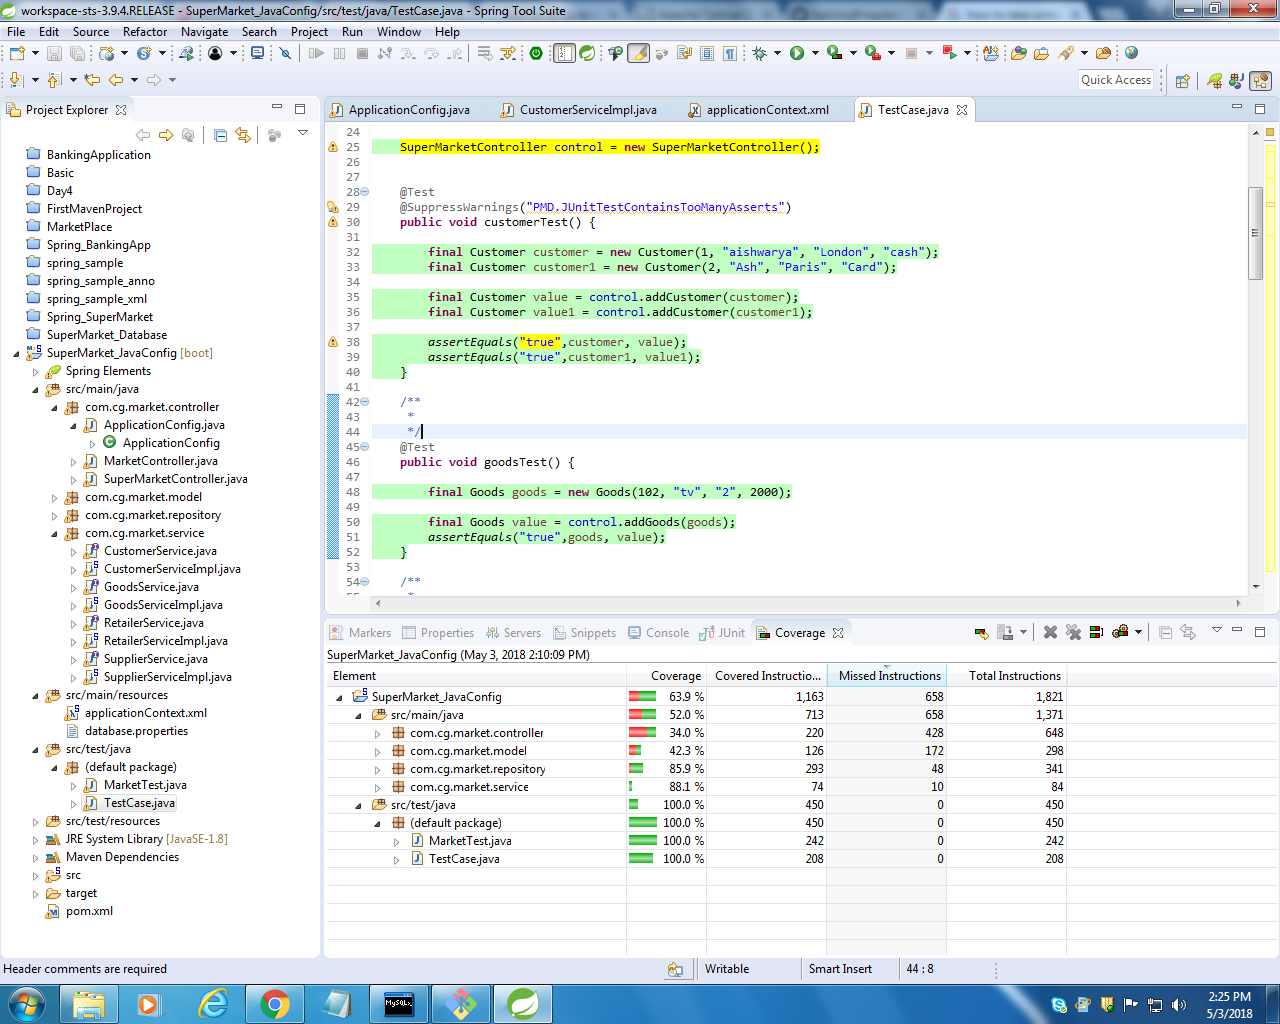 workspace-sts-3.9.4.RELEASE - SuperMarket_JavaConfig/src/test/java/TestCase.java - Spring Tool Suite
File Edit Source Refactor Navigate Search Project Run Window Help
Quick Access
Project Explorer
BankingApplication
Basic
Day4
FirstMavenProject
MarketPlace
Spring_BankingApp
spring_sample
spring_sample_anno
spring_sample_xml
Spring_SuperMarket
SuperMarket_Database
SuperMarket_JavaConfig [boot]
Spring Elements
src/main/java
com.cg.market.controller
ApplicationConfig.java
ApplicationConfig
MarketController.java
SuperMarketController.java
com.cg.market.model
com.cg.market.repository
com.cg.market.service
CustomerService.java
CustomerServiceImpl.java
GoodsService.java
GoodsServiceImpl.java
RetailerService.java
RetailerServiceImpl.java
SupplierService.java
SupplierServiceImpl.java
src/main/resources
applicationContext.xml
database.properties
src/test/java
(default package)
MarketTest.java
TestCase.java
src/test/resources
JRE System Library [JavaSE-1.8]
Maven Dependencies
src
target
pom.xml
ApplicationConfig.java CustomerServiceImpl.java applicationContext.xml TestCase.java
24
25 SuperMarketController control = new SuperMarketController();
26
27
28 @Test
29 @SuppressWarnings("PMD.JUnitTestContainsTooManyAsserts")
30 public void customerTest() {
31
32 final Customer customer = new Customer(1, "aishwarya", "London", "cash");
33 final Customer customer1 = new Customer(2, "Ash", "Paris", "Card");
34
35 final Customer value = control.addCustomer(customer);
36 final Customer value1 = control.addCustomer(customer1);
37
38 assertEquals("true",customer, value);
39 assertEquals("true",customer1, value1);
40 }
41
42 /**
43 *
44 */
45 @Test
46 public void goodsTest() {
47
48 final Goods goods = new Goods(102, "tv", "2", 2000);
49
50 final Goods value = control.addGoods(goods);
51 assertEquals("true",goods, value);
52 }
53
54 /**
Markers Properties Servers Snippets Console JUnit Coverage
SuperMarket_JavaConfig (May 3, 2018 2:10:09 PM)
Element Coverage Covered Instructio... Missed Instructions Total Instructions
SuperMarket_JavaConfig 63.9 % 1,163 658 1,821
src/main/java 52.0 % 713 658 1,371
com.cg.market.controller 34.0 % 220 428 648
com.cg.market.model 42.3 % 126 172 298
com.cg.market.repository 85.9 % 293 48 341
com.cg.market.service 88.1 % 74 10 84
src/test/java 100.0 % 450 0 450
(default package) 100.0 % 450 0 450
MarketTest.java 100.0 % 242 0 242
TestCase.java 100.0 % 208 0 208
Header comments are required Writable Smart Insert 44 : 8
MySQL
2:25 PM
5/3/2018